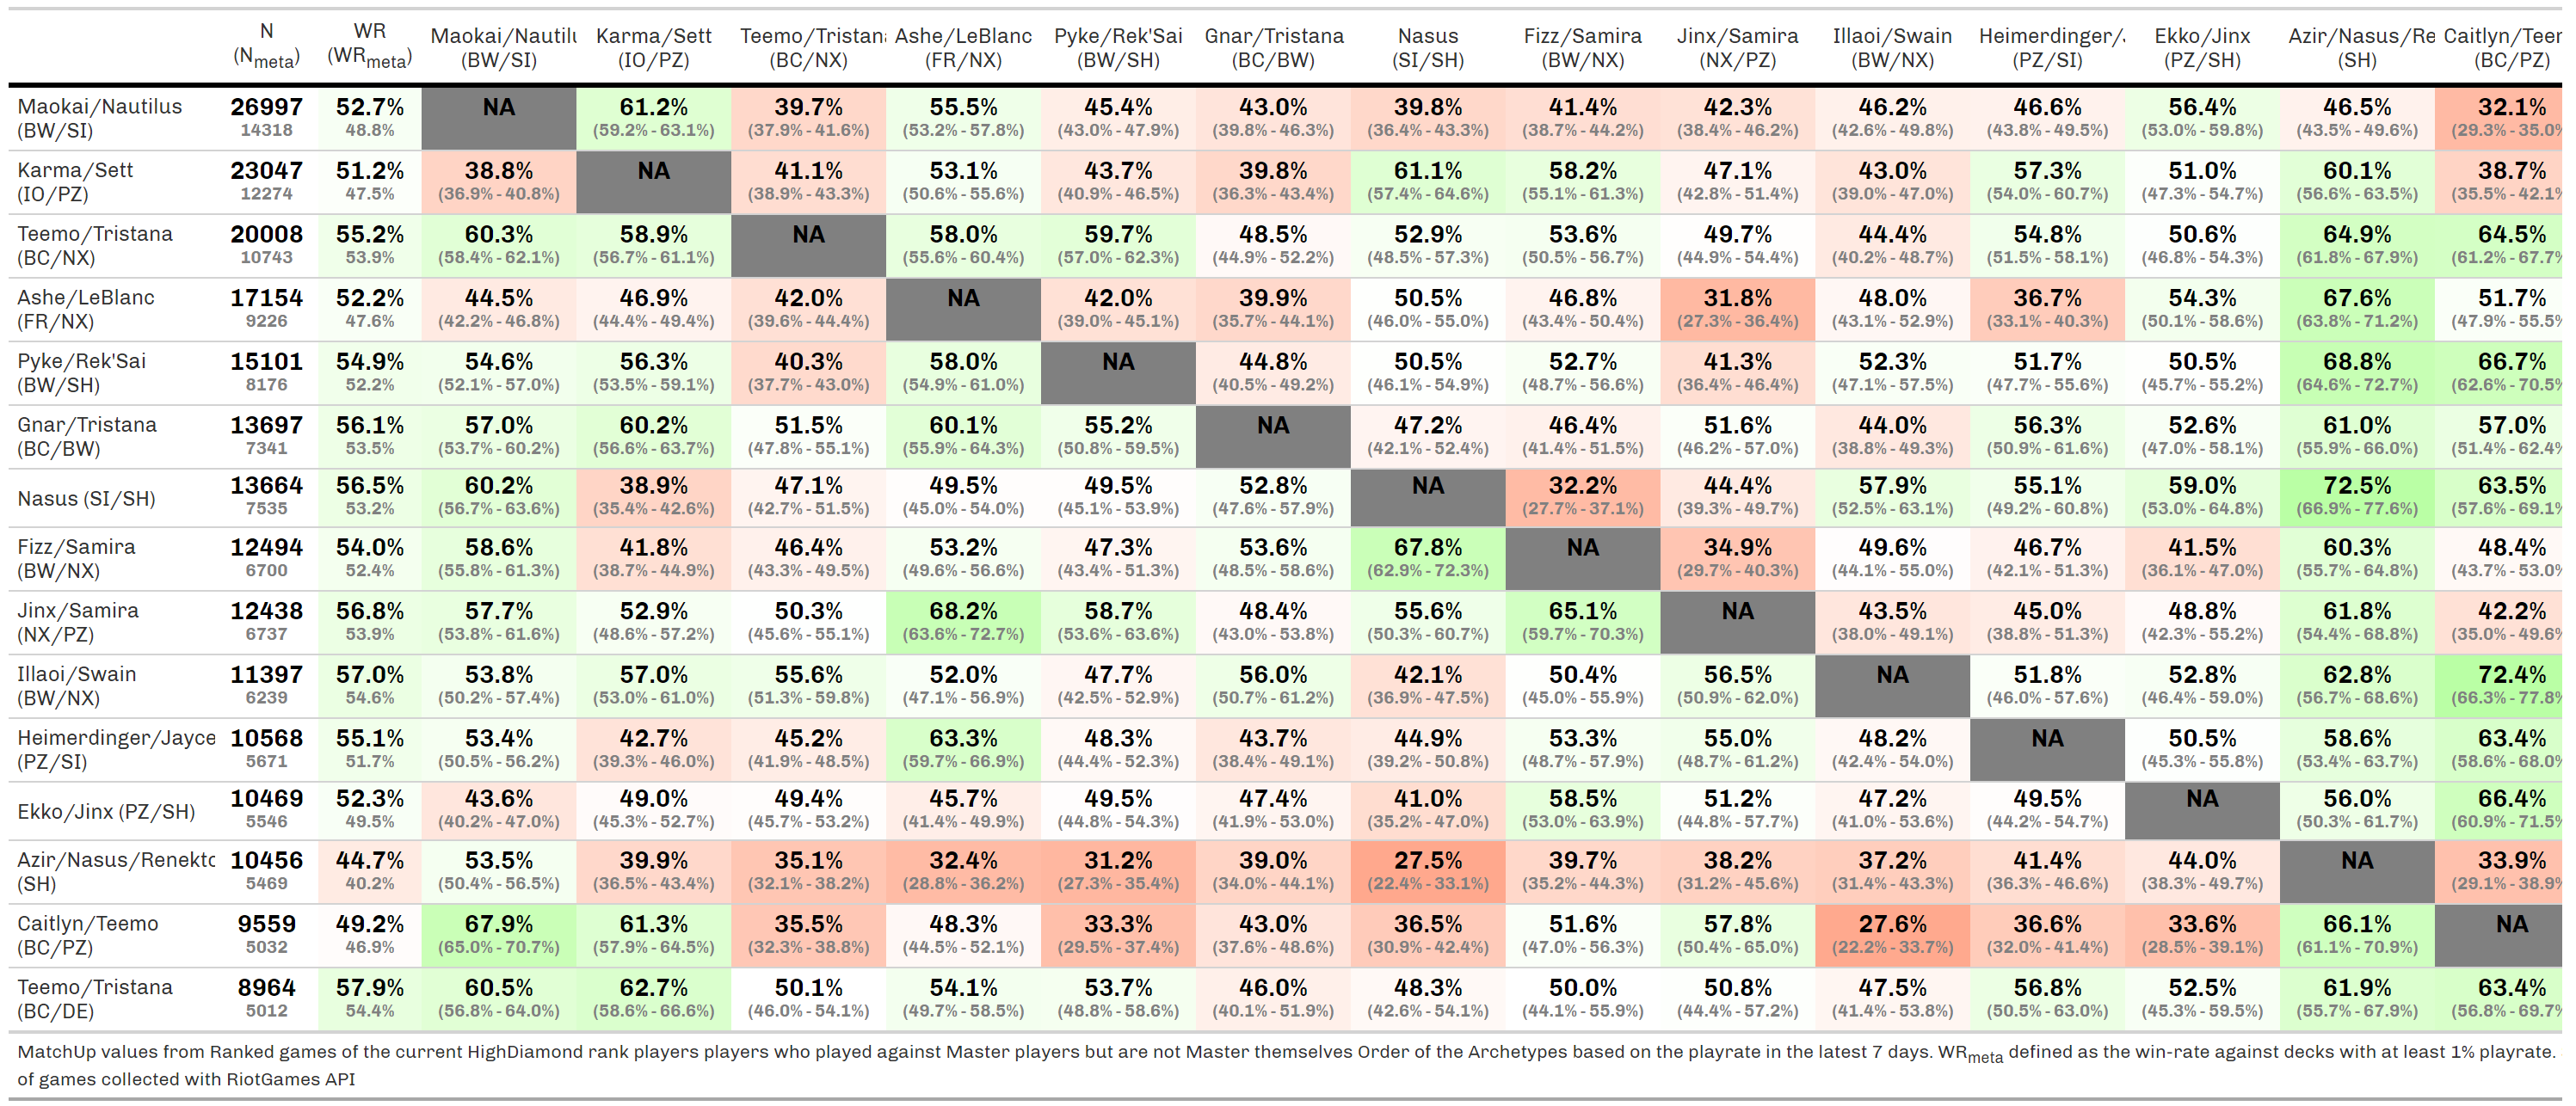 N WR Maokai/Nautilu Karma/Sett Teemo/Tristana Ashe/LeBlanc Pyke/Rek'Sai Gnar/Tristana Nasus Fizz/Samira Jinx/Samira Illaoi/Swain Heimerdinger/ Ekko/Jinx Azir/Nasus/Re Caitlyn/Teer
(Nmeta) (WRmeta) (BW/SI) (IO/PZ) (BC/NX) (FR/NX) (BW/SH) (BC/BW) (SI/SH) (BW/NX) (NX/PZ) (BW/NX) (PZ/SI) (PZ/SH) (SH) (BC/PZ)
Maokai/Nautilus 26997 52.7% NA 61.2% 39.7% 55.5% 45.4% 43.0% 39.8% 41.4% 42.3% 46.2% 46.6% 56.4% 46.5% 32.1%
(BW/SI) 14318 48.8% (59.2% - 63.1%) (37.9% - 41.6%) (53.2% - 57.8%) (43.0% - 47.9%) (39.8% - 46.3%) (36.4% - 43.3%) (38.7% - 44.2%) (38.4% - 46.2%) (42.6% - 49.8%) (43.8% - 49.5%) (53.0% - 59.8%) (43.5% - 49.6%) (29.3% - 35.0%
Karma/Sett 23047 51.2% 38.8% NA 41.1% 53.1% 43.7% 39.8% 61.1% 58.2% 47.1% 43.0% 57.3% 51.0% 60.1% 38.7%
(IO/PZ) 12274 47.5% (36.9% - 40.8%) (38.9% - 43.3%) (50.6% - 55.6%) (40.9% - 46.5%) (36.3% - 43.4%) (57.4% - 64.6%) (55.1% - 61.3%) (42.8% - 51.4%) (39.0% - 47.0%) (54.0% - 60.7%) (47.3% - 54.7%) (56.6% - 63.5%) (35.5% - 42.1%
Teemo/Tristana 20008 55.2% 60.3% 58.9% NA 58.0% 59.7% 48.5% 52.9% 53.6% 49.7% 44.4% 54.8% 50.6% 64.9% 64.5%
(BC/NX) 10743 53.9% (58.4% - 62.1%) (56.7% - 61.1%) (55.6% - 60.4%) (57.0% - 62.3%) (44.9% - 52.2%) (48.5% - 57.3%) (50.5% - 56.7%) (44.9% - 54.4%) (40.2% - 48.7%) (51.5% - 58.1%) (46.8% - 54.3%) (61.8% - 67.9%) (61.2% - 67.7%
Ashe/LeBlanc 17154 52.2% 44.5% 46.9% 42.0% NA 42.0% 39.9% 50.5% 46.8% 31.8% 48.0% 36.7% 54.3% 67.6% 51.7%
(FR/NX) 9226 47.6% (42.2% - 46.8%) (44.4% - 49.4%) (39.6% - 44.4%) (39.0% - 45.1%) (35.7% - 44.1%) (46.0% - 55.0%) (43.4% - 50.4%) (27.3% - 36.4%) (43.1% - 52.9%) (33.1% - 40.3%) (50.1% - 58.6%) (63.8% - 71.2%) (47.9% - 55.5%
Pyke/Rek'Sai 15101 54.9% 54.6% 56.3% 40.3% 58.0% NA 44.8% 50.5% 52.7% 41.3% 52.3% 51.7% 50.5% 68.8% 66.7%
(BW/SH) 8176 52.2% (52.1% - 57.0%) (53.5% - 59.1%) (37.7% - 43.0%) (54.9% - 61.0%) (40.5% - 49.2%) (46.1% - 54.9%) (48.7% - 56.6%) (36.4% - 46.4%) (47.1% - 57.5%) (47.7% - 55.6%) (45.7% - 55.2%) (64.6% - 72.7%) (62.6% - 70.5%
Gnar/Tristana 13697 56.1% 57.0% 60.2% 51.5% 60.1% 55.2% NA 47.2% 46.4% 51.6% 44.0% 56.3% 52.6% 61.0% 57.0%
(BC/BW) 7341 53.5% (53.7% - 60.2%) (56.6% - 63.7%) (47.8% - 55.1%) (55.9% - 64.3%) (50.8% - 59.5%) (42.1% - 52.4%) (41.4% - 51.5%) (46.2% - 57.0%) (38.8% - 49.3%) (50.9% - 61.6%) (47.0% - 58.1%) (55.9% - 66.0%) (51.4% - 62.4%
Nasus (SI/SH) 13664 56.5% 60.2% 38.9% 47.1% 49.5% 49.5% 52.8% NA 32.2% 44.4% 57.9% 55.1% 59.0% 72.5% 63.5%
7535 53.2% (56.7% - 63.6%) (35.4% - 42.6%) (42.7% - 51.5%) (45.0% - 54.0%) (45.1% - 53.9%) (47.6% - 57.9%) (27.7% - 37.1%) (39.3% - 49.7%) (52.5% - 63.1%) (49.2% - 60.8%) (53.0% - 64.8%) (66.9% - 77.6%) (57.6% - 69.1%
Fizz/Samira 12494 54.0% 58.6% 41.8% 46.4% 53.2% 47.3% 53.6% 67.8% NA 34.9% 49.6% 46.7% 41.5% 60.3% 48.4%
(BW/NX) 6700 52.4% (55.8% - 61.3%) (38.7% - 44.9%) (43.3% - 49.5%) (49.6% - 56.6%) (43.4% - 51.3%) (48.5% - 58.6%) (62.9% - 72.3%) (29.7% - 40.3%) (44.1% - 55.0%) (42.1% - 51.3%) (36.1% - 47.0%) (55.7% - 64.8%) (43.7% - 53.0%
Jinx/Samira 12438 56.8% 57.7% 52.9% 50.3% 68.2% 58.7% 48.4% 55.6% 65.1% NA 43.5% 45.0% 48.8% 61.8% 42.2%
(NX/PZ) 6737 53.9% (53.8% - 61.6%) (48.6% - 57.2%) (45.6% - 55.1%) (63.6% - 72.7%) (53.6% - 63.6%) (43.0% - 53.8%) (50.3% - 60.7%) (59.7% - 70.3%) (38.0% - 49.1%) (38.8% - 51.3%) (42.3% - 55.2%) (54.4% - 68.8%) (35.0% - 49.6%
Illaoi/Swain 11397 57.0% 53.8% 57.0% 55.6% 52.0% 47.7% 56.0% 42.1% 50.4% 56.5% NA 51.8% 52.8% 62.8% 72.4%
(BW/NX) 6239 54.6% (50.2% - 57.4%) (53.0% - 61.0%) (51.3% - 59.8%) (47.1% - 56.9%) (42.5% - 52.9%) (50.7% - 61.2%) (36.9% - 47.5%) (45.0% - 55.9%) (50.9% - 62.0%) (46.0% - 57.6%) (46.4% - 59.0%) (56.7% - 68.6%) (66.3% - 77.8%
Heimerdinger/Jayce 10568 55.1% 53.4% 42.7% 45.2% 63.3% 48.3% 43.7% 44.9% 53.3% 55.0% 48.2% NA 50.5% 58.6% 63.4%
(PZ/SI) 5671 51.7% (50.5% - 56.2%) (39.3% - 46.0%) (41.9% - 48.5%) (59.7% - 66.9%) (44.4% - 52.3%) (38.4% - 49.1%) (39.2% - 50.8%) (48.7% - 57.9%) (48.7% - 61.2%) (42.4% - 54.0%) (45.3% - 55.8%) (53.4% - 63.7%) (58.6% - 68.0%
Ekko/Jinx (PZ/SH) 10469 52.3% 43.6% 49.0% 49.4% 45.7% 49.5% 47.4% 41.0% 58.5% 51.2% 47.2% 49.5% NA 56.0% 66.4%
5546 49.5% (40.2% - 47.0%) (45.3% - 52.7%) (45.7% - 53.2%) (41.4% - 49.9%) (44.8% - 54.3%) (41.9% - 53.0%) (35.2% - 47.0%) (53.0% - 63.9%) (44.8% - 57.7%) (41.0% - 53.6%) (44.2% - 54.7%) (50.3% - 61.7%) (60.9% - 71.5%
Azir/Nasus/Renekto 10456 44.7% 53.5% 39.9% 35.1% 32.4% 31.2% 39.0% 27.5% 39.7% 38.2% 37.2% 41.4% 44.0% NA 33.9%
(SH) 5469 40.2% (50.4% - 56.5%) (36.5% - 43.4%) (32.1% - 38.2%) (28.8% - 36.2%) (27.3% - 35.4%) (34.0% - 44.1%) (22.4% - 33.1%) (35.2% - 44.3%) (31.2% - 45.6%) (31.4% - 43.3%) (36.3% - 46.6%) (38.3% - 49.7%) (29.1% - 38.9%
Caitlyn/Teemo 9559 49.2% 67.9% 61.3% 35.5% 48.3% 33.3% 43.0% 36.5% 51.6% 57.8% 27.6% 36.6% 33.6% 66.1% NA
(BC/PZ) 5032 46.9% (65.0% - 70.7%) (57.9% - 64.5%) (32.3% - 38.8%) (44.5% - 52.1%) (29.5% - 37.4%) (37.6% - 48.6%) (30.9% - 42.4%) (47.0% - 56.3%) (50.4% - 65.0%) (22.2% - 33.7%) (32.0% - 41.4%) (28.5% - 39.1%) (61.1% - 70.9%)
Teemo/Tristana 8964 57.9% 60.5% 62.7% 50.1% 54.1% 53.7% 46.0% 48.3% 50.0% 50.8% 47.5% 56.8% 52.5% 61.9% 63.4%
(BC/DE) 5012 54.4% (56.8% - 64.0%) (58.6% - 66.6%) (46.0% - 54.1%) (49.7% - 58.5%) (48.8% - 58.6%) (40.1% - 51.9%) (42.6% - 54.1%) (44.1% - 55.9%) (44.4% - 57.2%) (41.4% - 53.8%) (50.5% - 63.0%) (45.3% - 59.5%) (55.7% - 67.9%) (56.8% - 69.7%
MatchUp values from Ranked games of the current HighDiamond rank players players who played against Master players but are not Master themselves Order of the Archetypes based on the playrate in the latest 7 days. WRmeta defined as the win-rate against decks with at least 1% playrate.
of games collected with RiotGames API